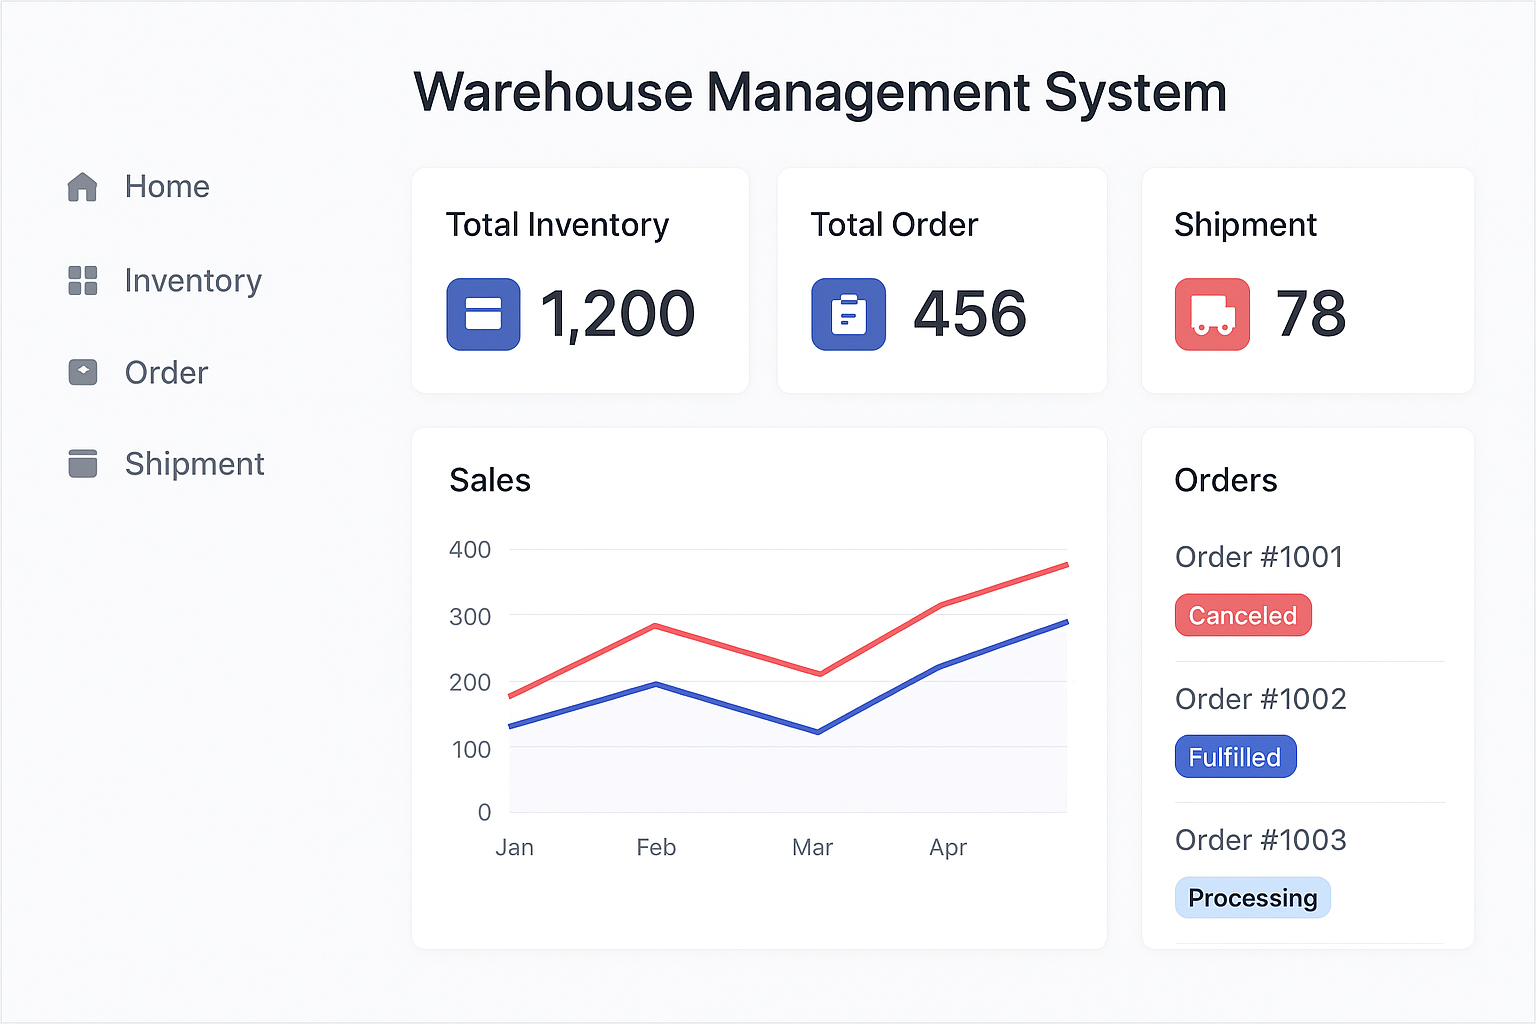 Warehouse Management System
Home
Inventory
Order
Shipment
Total Inventory
1,200
Total Order
456
Shipment
78
Sales
400
300
200
100
0
Jan Feb Mar Apr
Orders
Order #1001
Canceled
Order #1002
Fulfilled
Order #1003
Processing